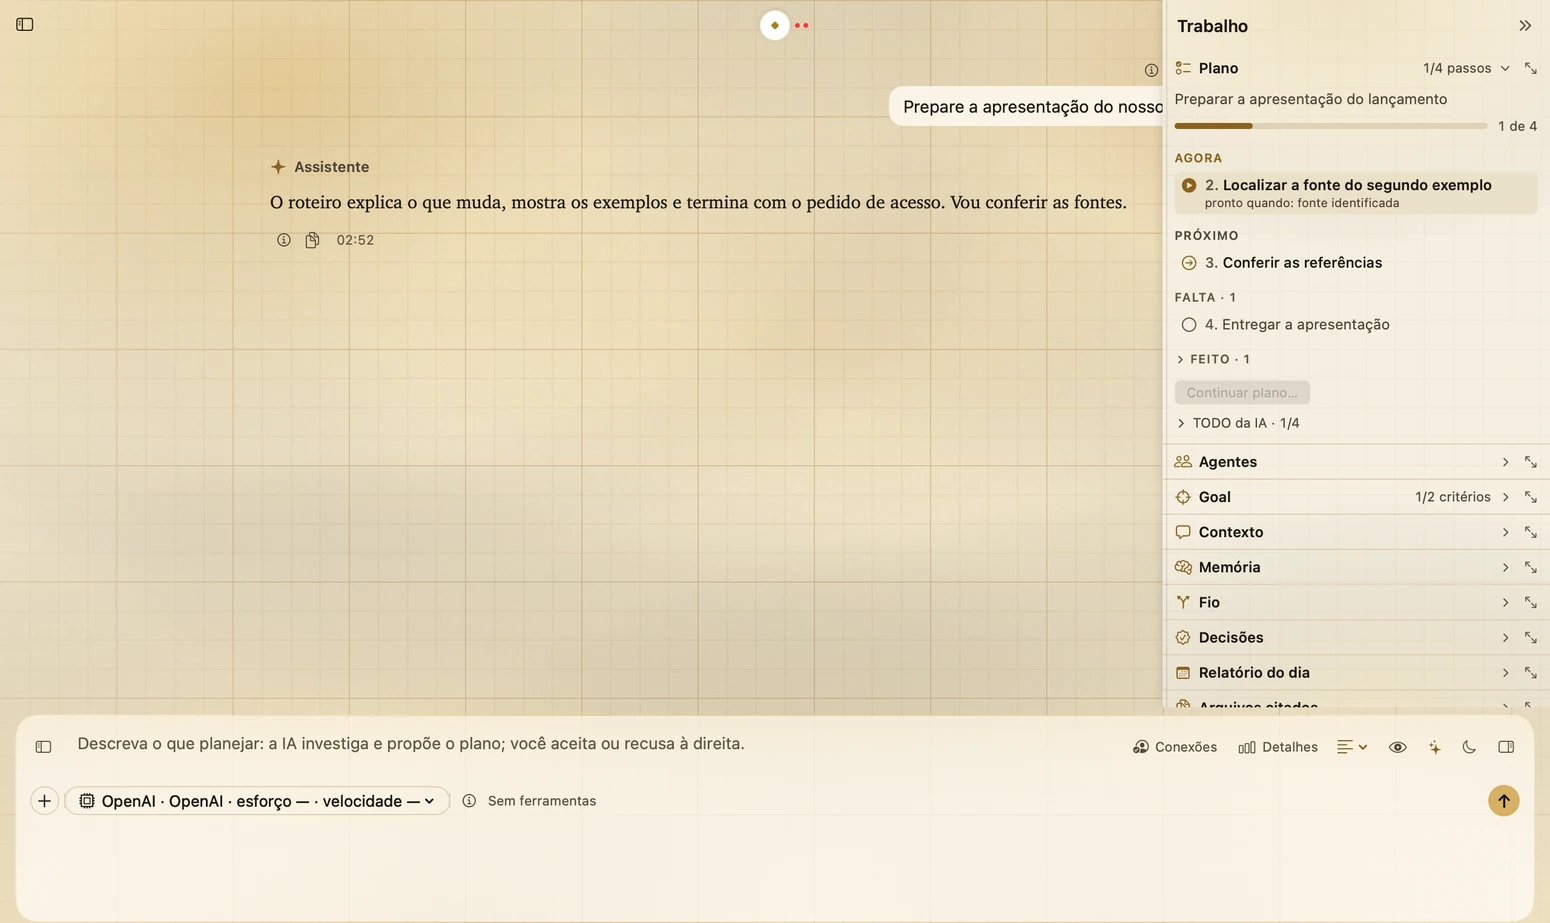 Prepare a apresentação do nosso
Assistente
O roteiro explica o que muda, mostra os exemplos e termina com o pedido de acesso. Vou conferir as fontes.
02:52
Trabalho
Plano 1/4 passos
Preparar a apresentação do lançamento
1 de 4
AGORA
2. Localizar a fonte do segundo exemplo
pronto quando: fonte identificada
PRÓXIMO
3. Conferir as referências
FALTA · 1
4. Entregar a apresentação
FEITO · 1
Continuar plano...
TODO da IA · 1/4
Agentes
Goal 1/2 critérios
Contexto
Memória
Fio
Decisões
Relatório do dia
Arquivos citados
Descreva o que planejar: a IA investiga e propõe o plano; você aceita ou recusa à direita.
Conexões Detalhes
OpenAI · OpenAI · esforço — · velocidade — Sem ferramentas